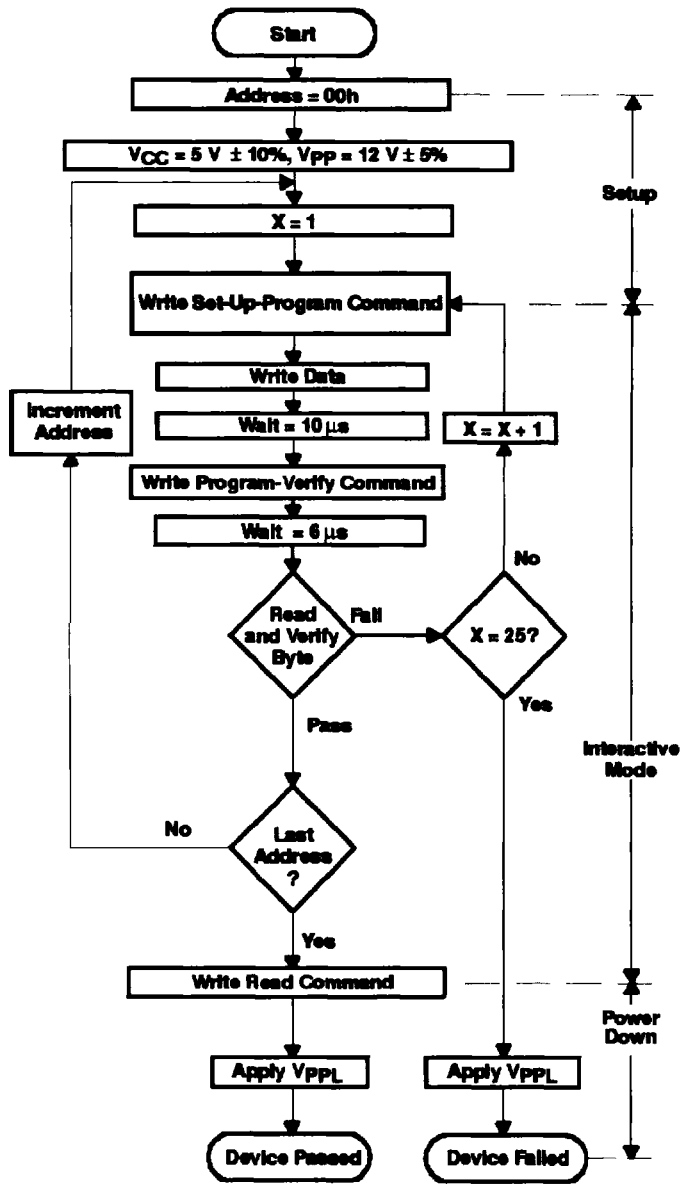 Start
Address = 00h
VCC = 5 V ± 10%, VPP = 12 V ± 5%
Setup
X = 1
Write Set-Up-Program Command
Write Data
Increment
Address
Wait = 10 µs
X = X + 1
Write Program-Verify Command
Wait = 6 µs
No
Read
and Verify
Byte
Fail
X = 25?
Yes
Pass
Interactive
Mode
No
Last
Address
?
Yes
Write Read Command
Power
Down
Apply VPPL
Apply VPPL
Device Passed
Device Failed